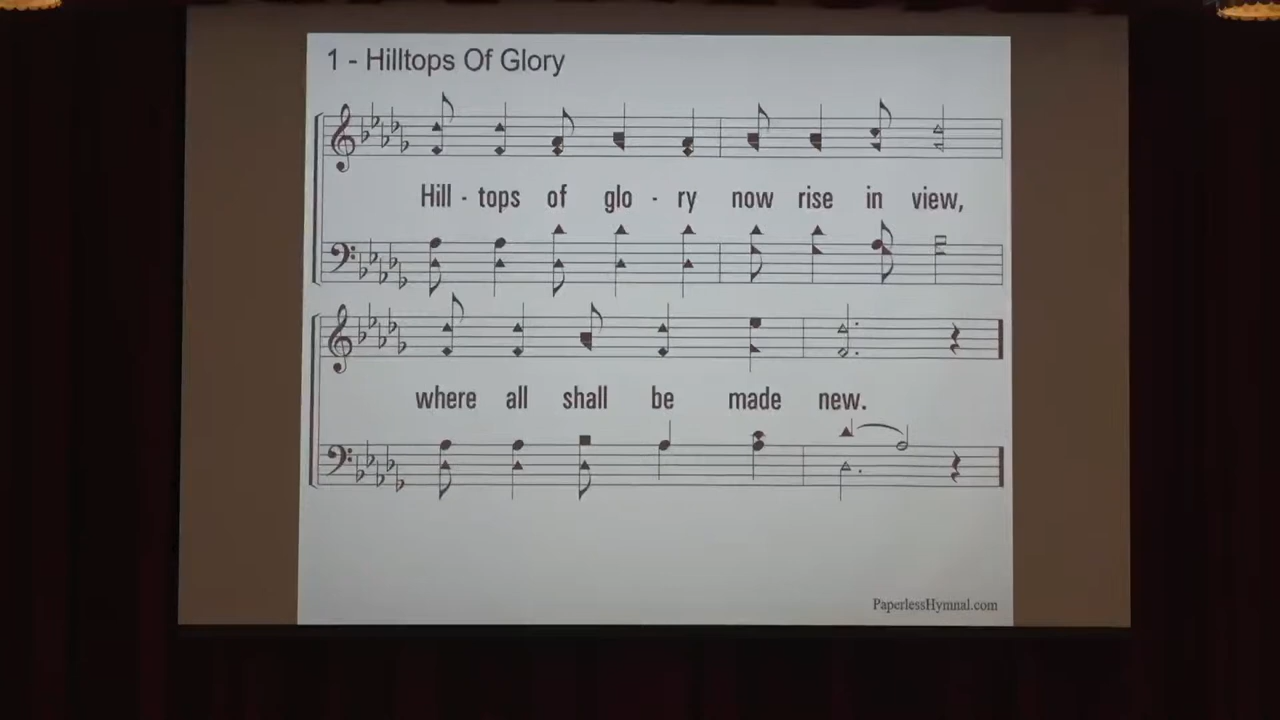 1 - Hilltops Of Glory
Hill - tops of glo - ry now rise in view,
where all shall be made new.
PaperlessHymnal.com